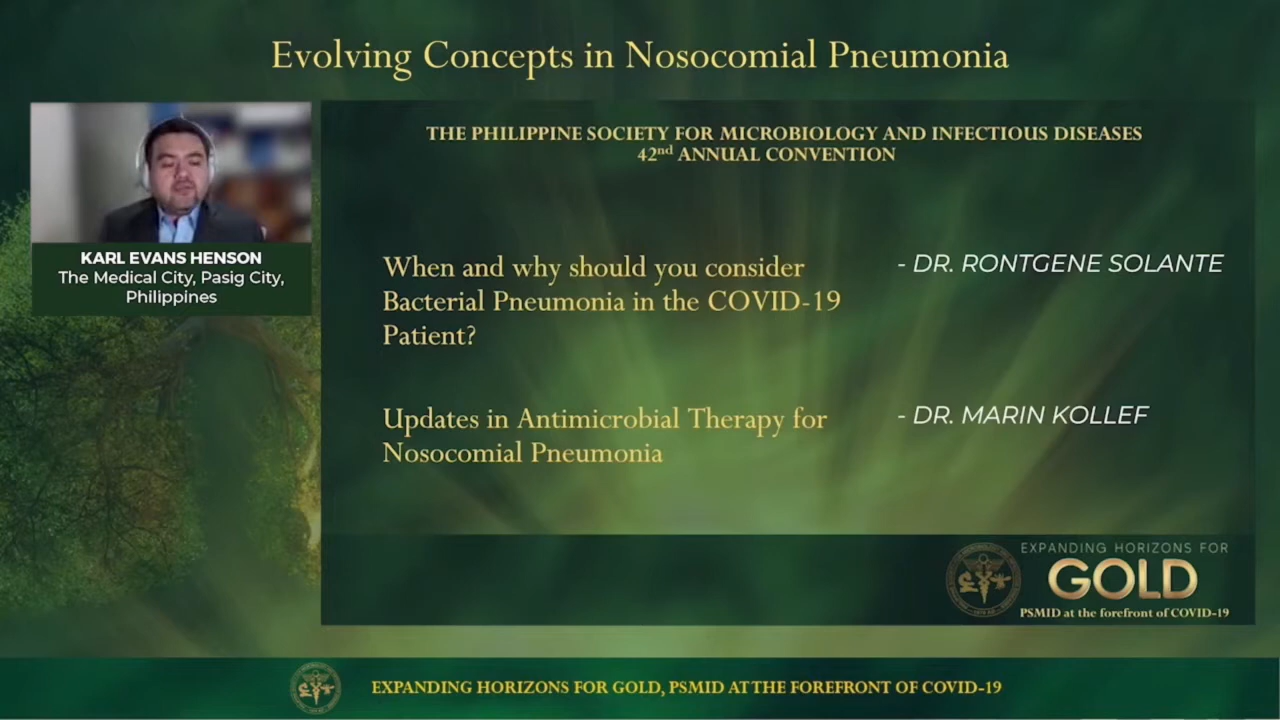 Evolving Concepts in Nosocomial Pneumonia
KARL EVANS HENSON
The Medical City, Pasig City,
Philippines
THE PHILIPPINE SOCIETY FOR MICROBIOLOGY AND INFECTIOUS DISEASES
42nd ANNUAL CONVENTION
When and why should you consider
Bacterial Pneumonia in the COVID-19
Patient?
- DR. RONTGENE SOLANTE
Updates in Antimicrobial Therapy for
Nosocomial Pneumonia
- DR. MARIN KOLLEF
EXPANDING HORIZONS FOR
GOLD
PSMID at the forefront of COVID-19
EXPANDING HORIZONS FOR GOLD, PSMID AT THE FOREFRONT OF COVID-19